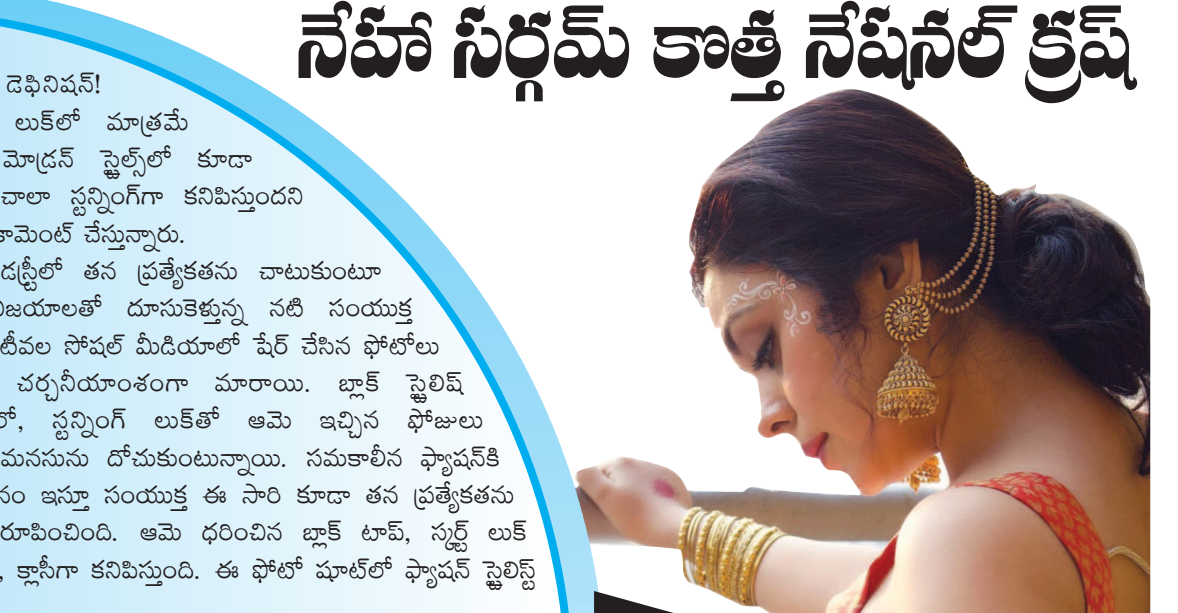 నేహా సర్గమ్ కొత్త నేషనల్ క్రష్
డెఫినిషన్!
లుక్‌లో మాత్రమే
మోడ్రన్ స్టైల్స్‌లో కూడా
చాలా స్టన్నింగ్‌గా కనిపిస్తుందని
కామెంట్ చేస్తున్నారు.
డస్ట్రీలో తన ప్రత్యేకతను చాటుకుంటూ
విజయాలతో దూసుకెళ్తున్న నటి సంయుక్త
టీవల సోషల్ మీడియాలో షేర్ చేసిన ఫోటోలు
చర్చనీయాంశంగా మారాయి. బ్లాక్ స్టైలిష్
లో, స్టన్నింగ్ లుక్‌తో ఆమె ఇచ్చిన ఫోజులు
మనసును దోచుకుంటున్నాయి. సమకాలీన ఫ్యాషన్‌కి
నం ఇస్తూ సంయుక్త ఈ సారి కూడా తన ప్రత్యేకతను
రూపించింది. ఆమె ధరించిన బ్లాక్ టాప్, స్కర్ట్ లుక్
, క్లాసీగా కనిపిస్తుంది. ఈ ఫోటో షూట్‌లో ఫ్యాషన్ స్టైలిస్ట్